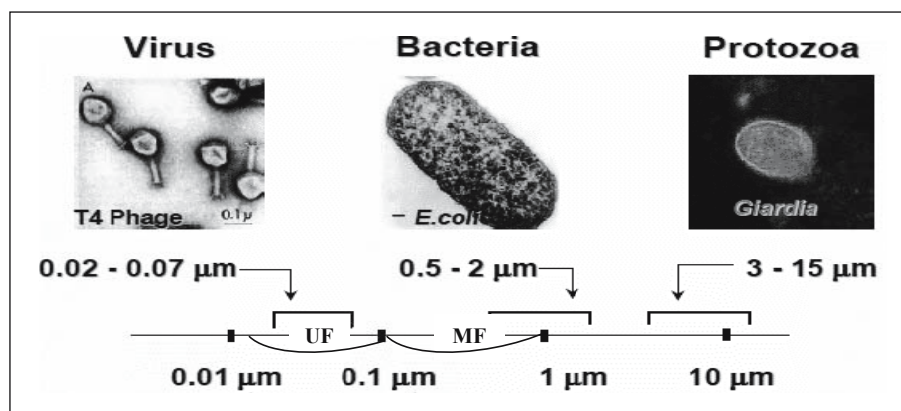 Virus Bacteria Protozoa
A
T4 Phage 0.1µ
E.coli
Giardia
0.02 - 0.07 µm 0.5 - 2 µm 3 - 15 µm
UF MF
0.01 µm 0.1 µm 1 µm 10 µm